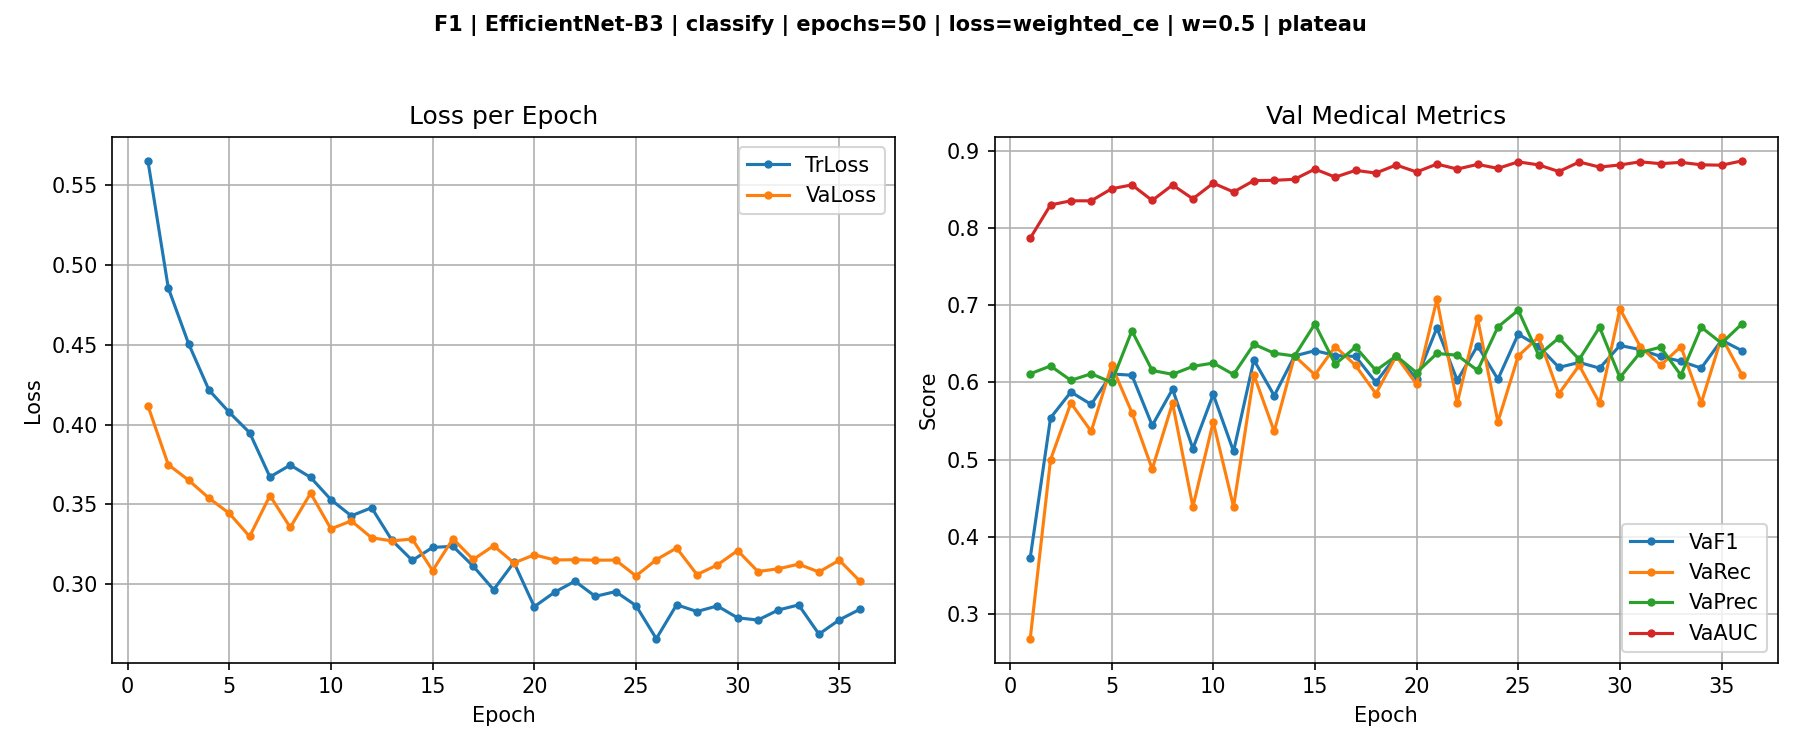 F1 | EfficientNet-B3 | classify | epochs=50 | loss=weighted_ce | w=0.5 | plateau
Loss per Epoch
TrLoss
VaLoss
0.55
0.50
0.45
0.40
0.35
0.30
Loss
0
5
10
15
20
25
30
35
Epoch
Val Medical Metrics
0.9
0.8
0.7
0.6
0.5
0.4
0.3
Score
VaF1
VaRec
VaPrec
VaAUC
0
5
10
15
20
25
30
35
Epoch